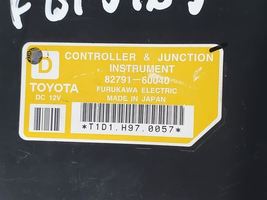 D
CONTROLLER & JUNCTION
INSTRUMENT
TOYOTA
82791-60040
DC 12V
FURUKAWA ELECTRIC
MADE IN JAPAN
*T1D1.H97.0057*